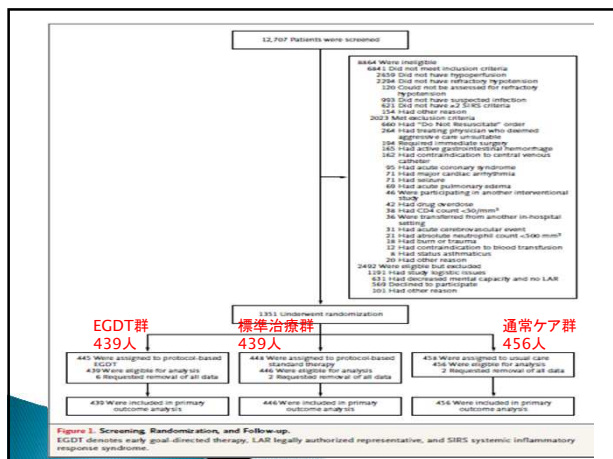 12,707 Patients were screened
8864 Were ineligible
6841 Did not meet inclusion criteria
2659 Did not have hypoperfusion
2294 Did not have refractory hypotension
120 Could not be assessed for refractory
hypotension
993 Did not have suspected infection
621 Did not have ≥2 SIRS criteria
154 Had other reason
2023 Met exclusion criteria
660 Had "Do Not Resuscitate" order
264 Had treating physician who deemed
aggressive care unsuitable
194 Required immediate surgery
165 Had active gastrointestinal hemorrhage
162 Had contraindication to central venous
catheter
95 Had acute coronary syndrome
71 Had major cardiac arrhythmia
71 Had seizure
69 Had acute pulmonary edema
46 Were participating in another interventional
study
42 Had drug overdose
38 Had CD4 count <50/mm³
36 Were transferred from another in-hospital
setting
31 Had acute cerebrovascular event
21 Had absolute neutrophil count <500 mm³
18 Had burn or trauma
12 Had contraindication to blood transfusion
8 Had status asthmaticus
20 Had other reason
2492 Were eligible but excluded
1191 Had study logistic issues
631 Had decreased mental capacity and no LAR
569 Declined to participate
101 Had other reason
1351 Underwent randomization
EGDT群
439人
標準治療群
439人
通常ケア群
456人
445 Were assigned to protocol-based
EGDT
439 Were eligible for analysis
6 Requested removal of all data
448 Were assigned to protocol-based
standard therapy
446 Were eligible for analysis
2 Requested removal of all data
458 Were assigned to usual care
456 Were eligible for analysis
2 Requested removal of all data
439 Were included in primary
outcome analysis
446 Were included in primary
outcome analysis
456 Were included in primary
outcome analysis
Figure 1. Screening, Randomization, and Follow-up.
EGDT denotes early goal-directed therapy, LAR legally authorized representative, and SIRS systemic inflammatory
response syndrome.